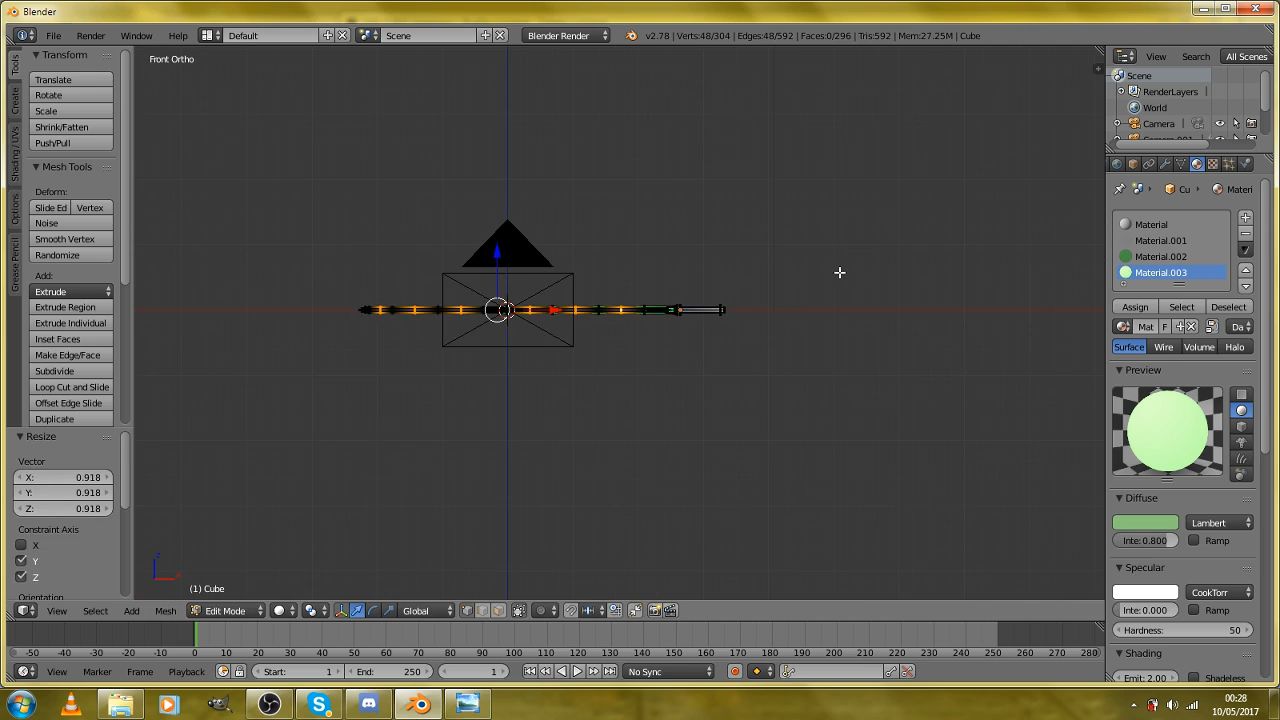 Blender
File Render Window Help Default Scene Blender Render v2.78 | Verts:48/304 | Edges:48/592 | Faces:0/296 | Tris:592 | Mem:27.25M | Cube
View Search All Scenes
Scene
RenderLayers
World
Camera
Tools
Create
Shading / UVs
Options
Grease Pencil
Transform
Translate
Rotate
Scale
Shrink/Fatten
Push/Pull
Mesh Tools
Deform:
Slide Ed Vertex
Noise
Smooth Vertex
Randomize
Add:
Extrude
Extrude Region
Extrude Individual
Inset Faces
Make Edge/Face
Subdivide
Loop Cut and Slide
Offset Edge Slide
Duplicate
Resize
Vector
X: 0.918
Y: 0.918
Z: 0.918
Constraint Axis
X
Y
Z
Orientation
Front Ortho
(1) Cube
Cu Materi
Material
Material.001
Material.002
Material.003
Assign Select Deselect
Mat F Da
Surface Wire Volume Halo
Preview
Diffuse
Lambert
Inte: 0.800 Ramp
Specular
CookTorr
Inte: 0.000 Ramp
Hardness: 50
Shading
Emit: 2.00 Shadeless
View Select Add Mesh Edit Mode Global
-50 -40 -30 -20 -10 0 10 20 30 40 50 60 70 80 90 100 110 120 130 140 150 160 170 180 190 200 210 220 230 240 250 260 270 280
View Marker Frame Playback Start: 1 End: 250 1 No Sync
00:28
10/05/2017